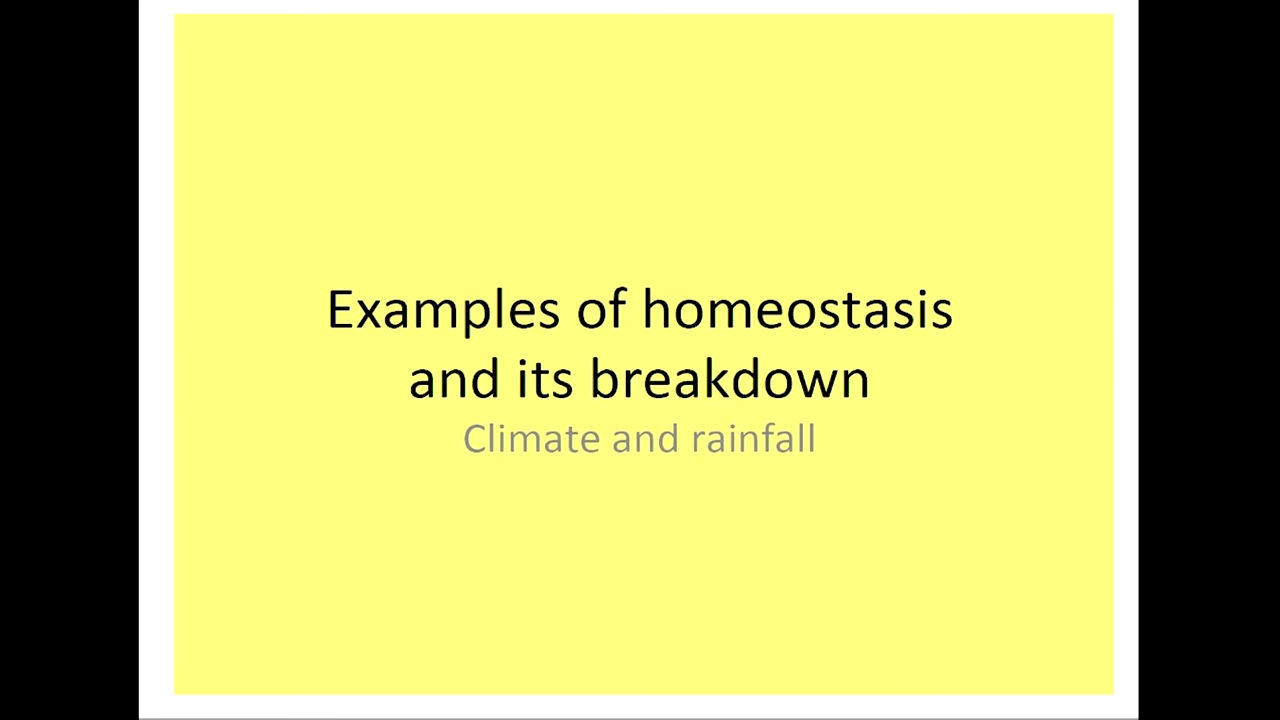 Examples of homeostasis
and its breakdown
Climate and rainfall